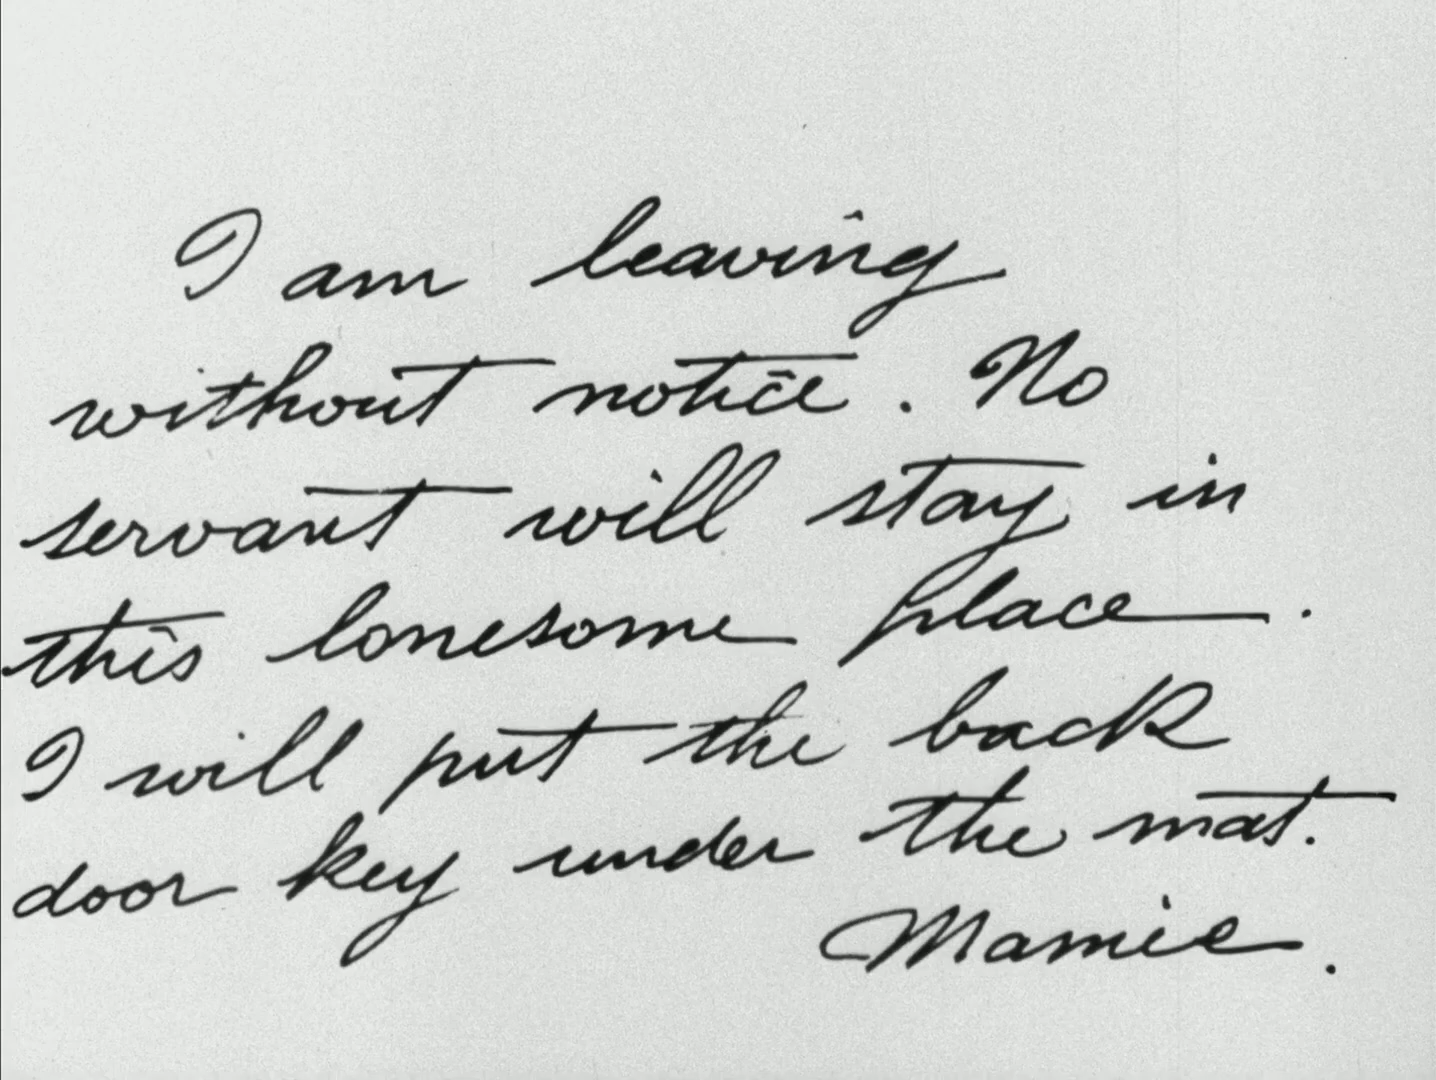 I am leaving
without notice. No
servant will stay in
this lonesome place.
I will put the back
door key under the mat.
Mamie.